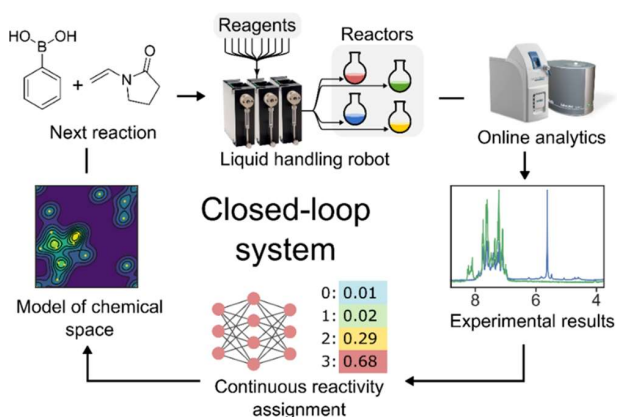 HO
OH
B
O
N
+
Next reaction
Reagents
Liquid handling robot
Reactors
Online analytics
8 6 4
Experimental results
Closed-loop
system
0: 0.01
1: 0.02
2: 0.29
3: 0.68
Continuous reactivity
assignment
Model of chemical
space